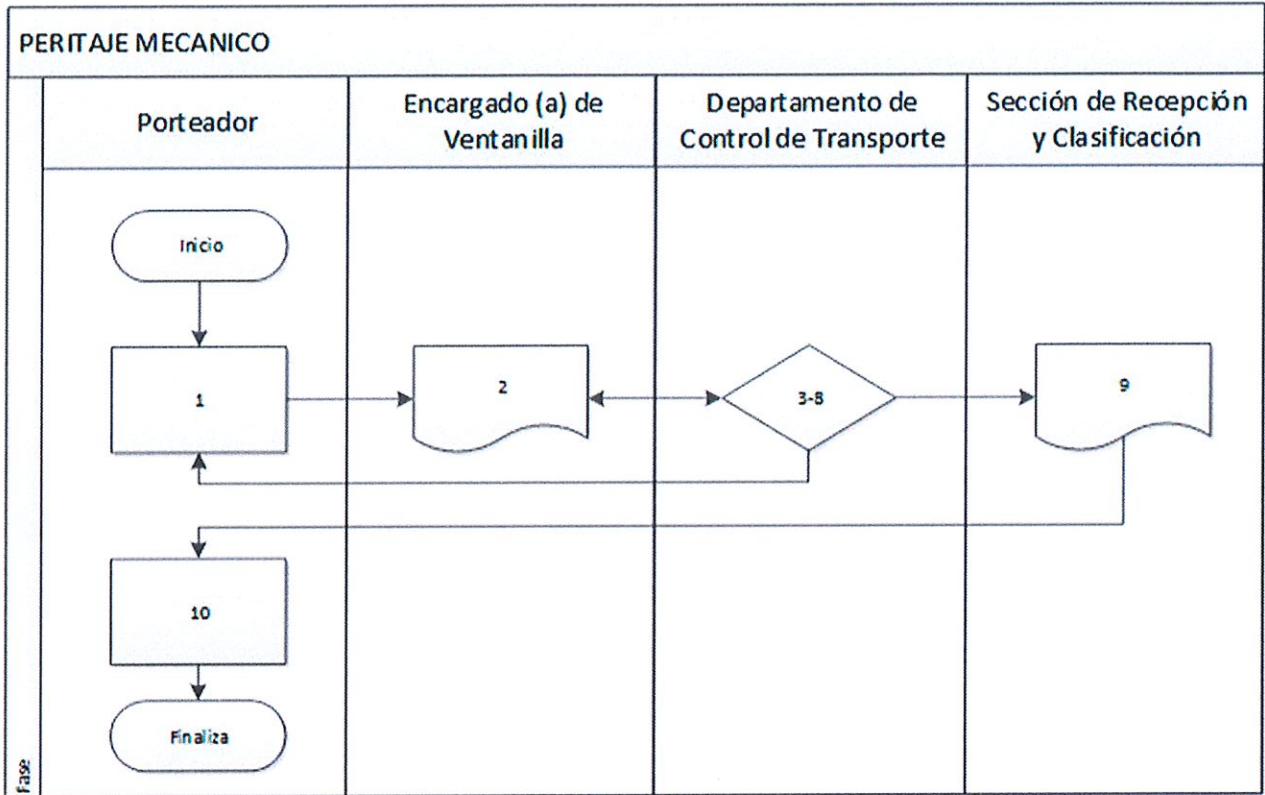 PERITAJE MECANICO
Porteador
Encargado (a) de
Ventanilla
Departamento de
Control de Transporte
Sección de Recepción
y Clasificación
Inicio
1
2
3-8
9
10
Finaliza
Fase